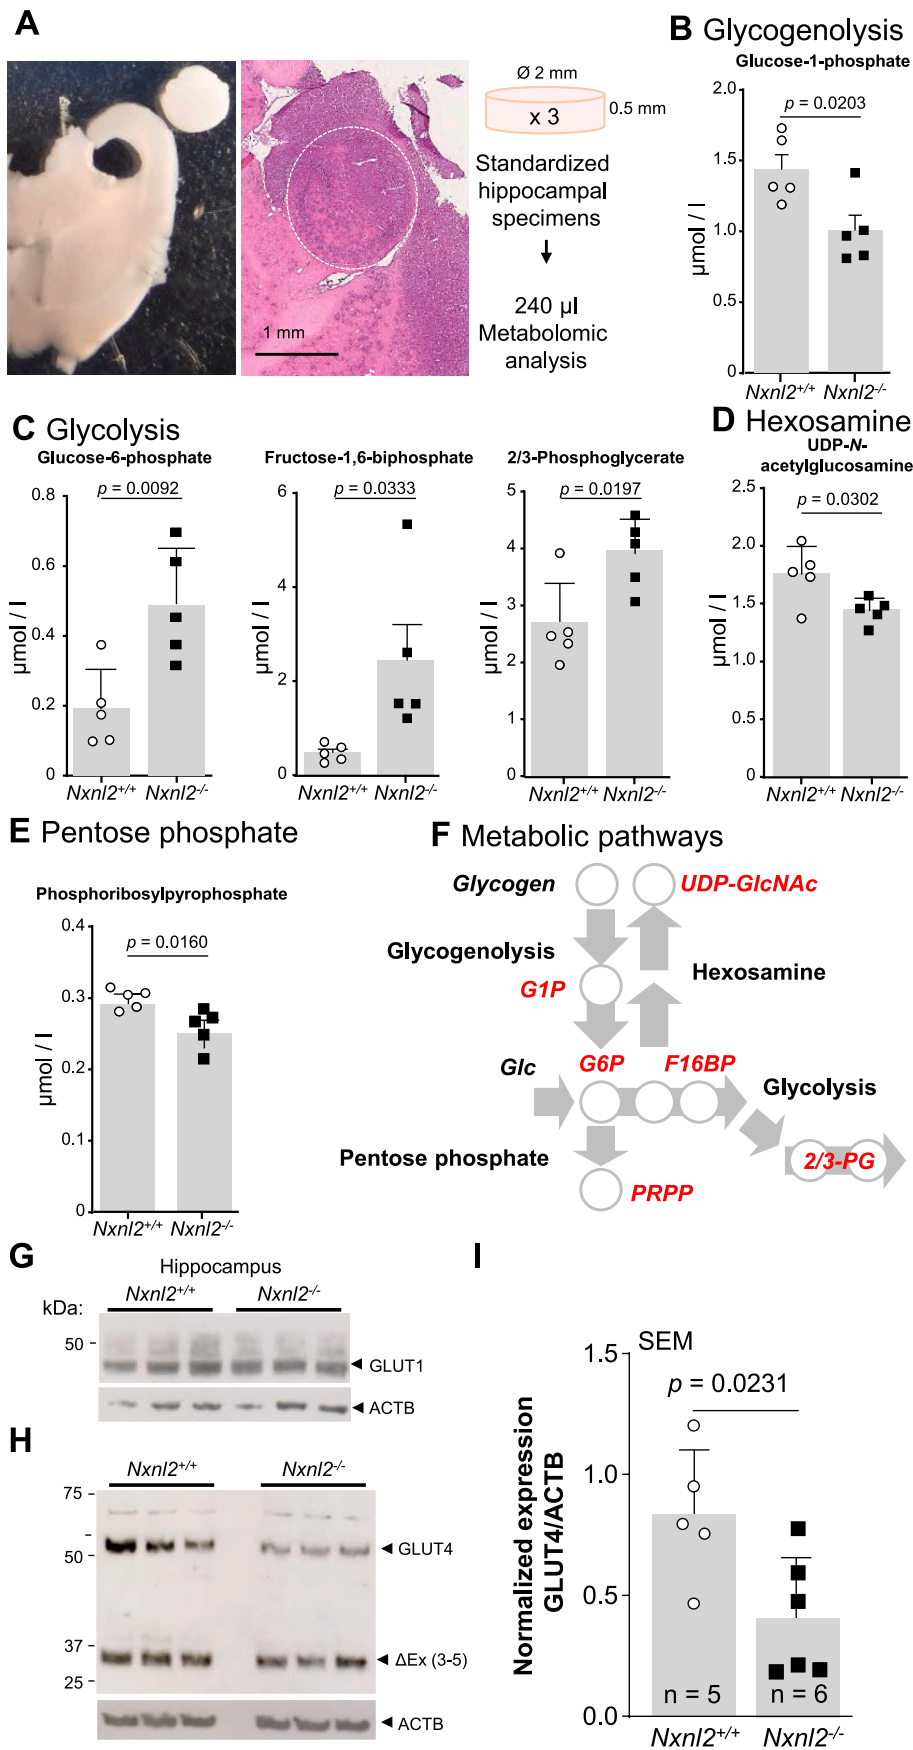 A
Ø 2 mm
x 3
0.5 mm
Standardized
hippocampal
specimens
240 µl
Metabolomic
analysis
1 mm
B Glycogenolysis
Glucose-1-phosphate
p = 0.0203
2.0
1.5
1.0
1.5
0
µmol / l
Nxnl2+/+
Nxnl2-/-
C Glycolysis
Glucose-6-phosphate
p = 0.0092
0.8
0.6
0.4
0.2
0
µmol / l
Nxnl2+/+
Nxnl2-/-
Fructose-1,6-biphosphate
p = 0.0333
6
4
2
0
µmol / l
Nxnl2+/+
Nxnl2-/-
2/3-Phosphoglycerate
p = 0.0197
5
4
3
2
1
0
µmol / l
Nxnl2+/+
Nxnl2-/-
D Hexosamine
UDP-N-
acetylglucosamine
p = 0.0302
2.5
2.0
1.5
0.5
0
µmol / l
Nxnl2+/+
Nxnl2-/-
E Pentose phosphate
Phosphoribosylpyrophosphate
p = 0.0160
0.4
0.3
0.2
0.1
0
µmol / l
Nxnl2+/+
Nxnl2-/-
F Metabolic pathways
Glycogen
UDP-GlcNAc
Glycogenolysis
Hexosamine
G1P
Glc
G6P
F16BP
Glycolysis
Pentose phosphate
2/3-PG
PRPP
G
Hippocampus
Nxnl2+/+
Nxnl2-/-
kDa:
50
GLUT1
ACTB
H
Nxnl2+/+
Nxnl2-/-
75
50
37
25
GLUT4
ΔEx (3-5)
ACTB
I
SEM
p = 0.0231
1.5
1.0
0.5
0.0
Normalized expression
GLUT4/ACTB
n = 5
n = 6
Nxnl2+/+
Nxnl2-/-